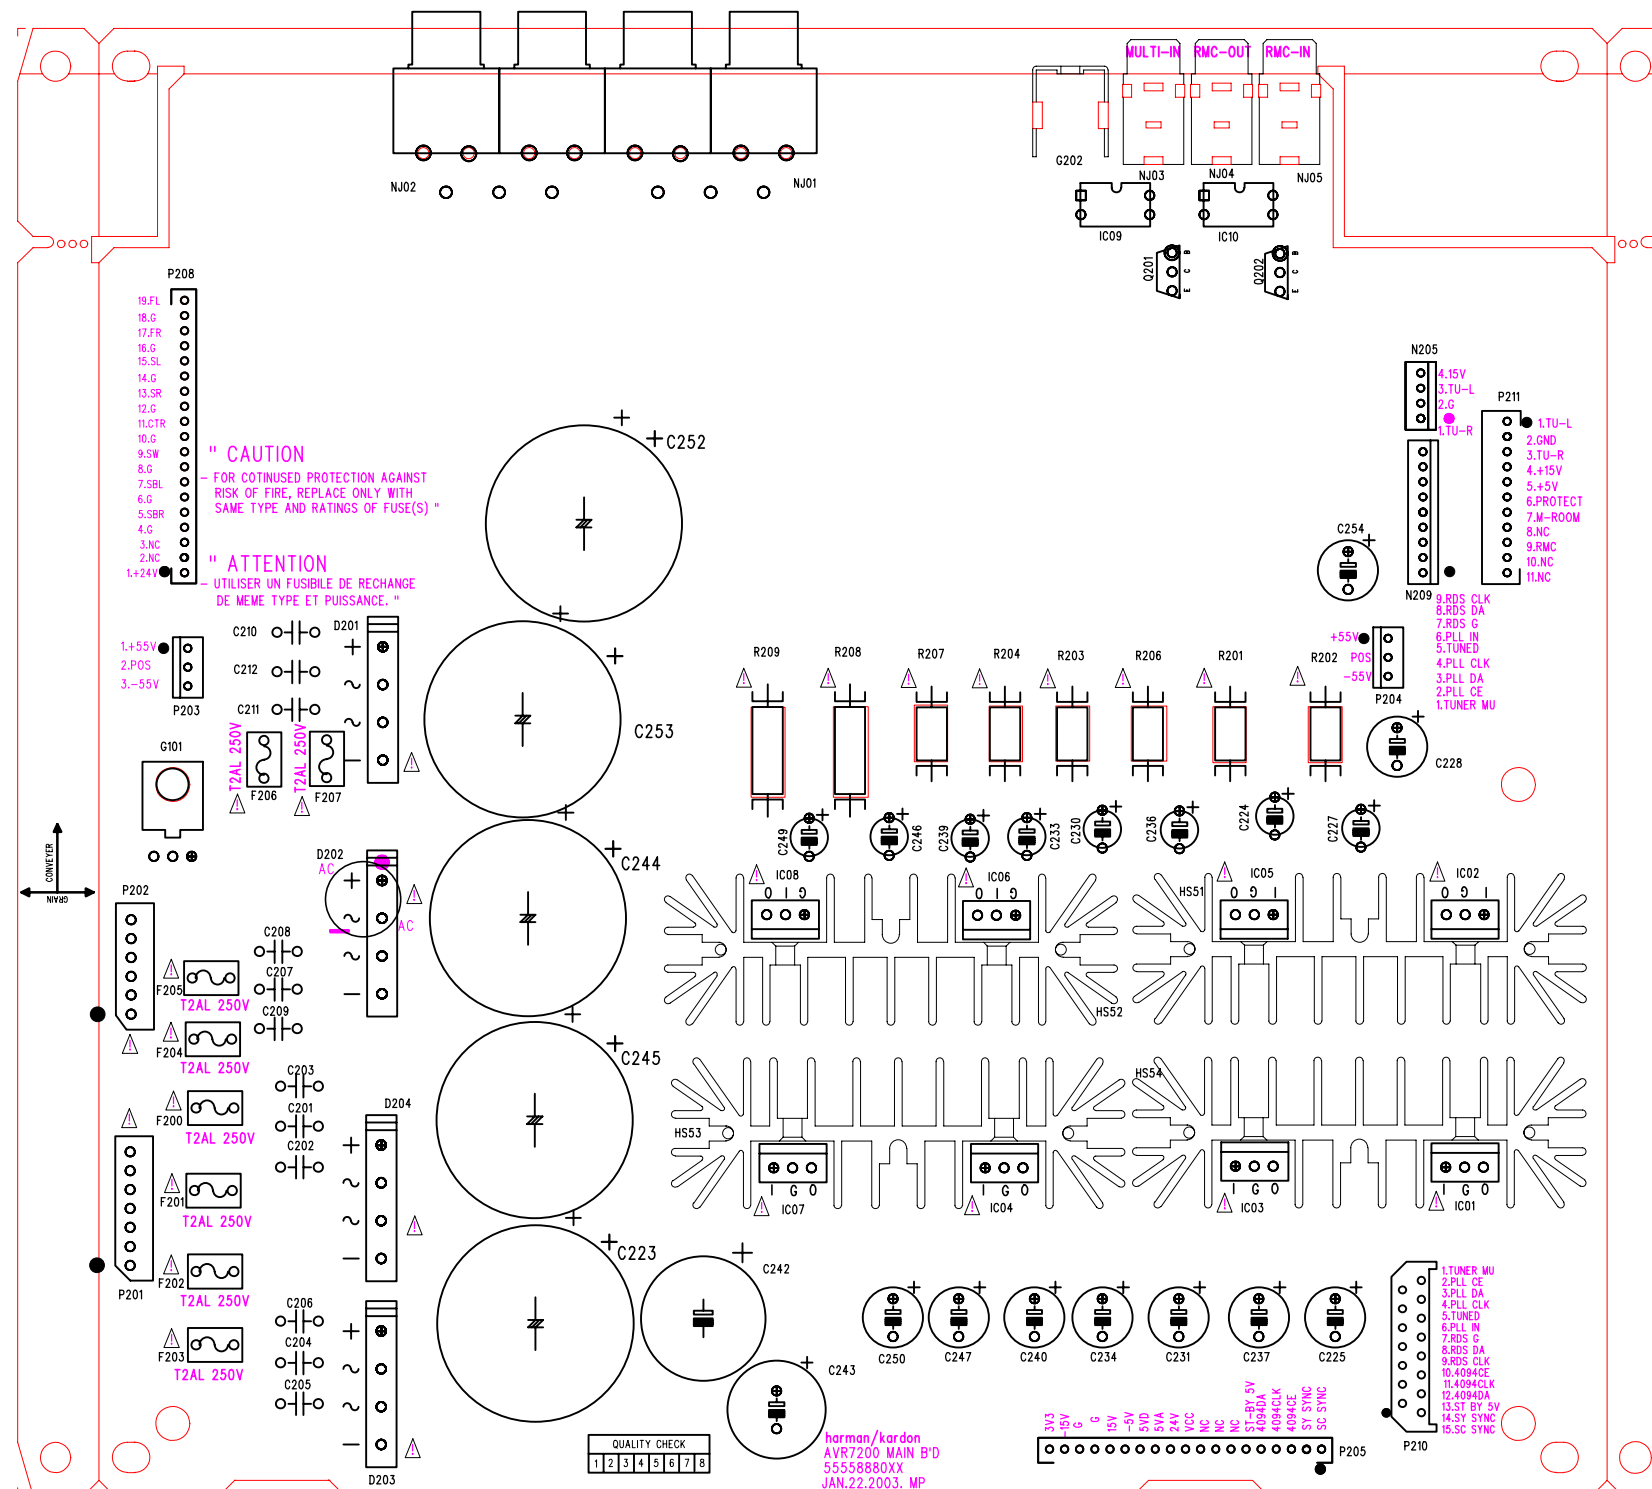 MULTI-IN RMC-OUT RMC-IN
G202
NJ03 NJ04 NJ05
NJ02 NJ01
IC09 IC10
Q201 B C E
Q202 B C E
P208
19.FL
18.G
17.FR
16.G
15.SL
14.G
13.SR
12.G
11.CTR
10.G
9.SW
8.G
7.SBL
6.G
5.SBR
4.G
3.NC
2.NC
1.+24V
" CAUTION
- FOR COTINUSED PROTECTION AGAINST
RISK OF FIRE, REPLACE ONLY WITH
SAME TYPE AND RATINGS OF FUSE(S) "
" ATTENTION
- UTILISER UN FUSIBILE DE RECHANGE
DE MEME TYPE ET PUISSANCE. "
N205
4.15V
3.TU-L
2.G
1.TU-R
P211
1.TU-L
2.GND
3.TU-R
4.+15V
5.+5V
6.PROTECT
7.M-ROOM
8.NC
9.RMC
10.NC
11.NC
C252
C254
N209
9.RDS CLK
8.RDS DA
7.RDS G
6.PLL IN
5.TUNED
4.PLL CLK
3.PLL DA
2.PLL CE
1.TUNER MU
+55V
POS
-55V
P204
C210 D201
C212
C211
1.+55V
2.POS
3.-55V
P203
+ ~ ~ -
T2AL 250V
T2AL 250V
F206 F207
G101
C253
R209 R208 R207 R204 R203 R206 R201 R202
C228
C249 C246 C239 C233 C230 C236 C224 C227
CONVEYER
GRAIN
P202
D202
AC
AC
+ ~ ~ -
C244
IC08 IC06 IC05 IC02
O I G
O I G
O G I
O G I
HS51
HS52
C208
C207
C209
F205
T2AL 250V
F204
T2AL 250V
C245
C203
C201
C202
D204
+ ~ ~ -
F200
T2AL 250V
F201
T2AL 250V
F202
T2AL 250V
F203
T2AL 250V
P201
HS53
HS54
I G O
I G O
I G O
I G O
IC07 IC04 IC03 IC01
C223
C242
C243
C206
C204
C205
+ ~ ~ -
D203
C250 C247 C240 C234 C231 C237 C225
1.TUNER MU
2.PLL CE
3.PLL DA
4.PLL CLK
5.TUNED
6.PLL IN
7.RDS G
8.RDS DA
9.RDS CLK
10.4094CE
11.4094CLK
12.4094DA
13.ST BY 5V
14.SY SYNC
15.SC SYNC
P210
3V3
-15V
G
G
15V
-5V
5VD
5VA
24V
VCC
NC
NC
NC
ST-BY 5V
4094DA
4094CLK
4094CE
SY SYNC
SC SYNC
P205
QUALITY CHECK
1 2 3 4 5 6 7 8
harman/kardon
AVR7200 MAIN B'D
55558880XX
JAN.22.2003. MP